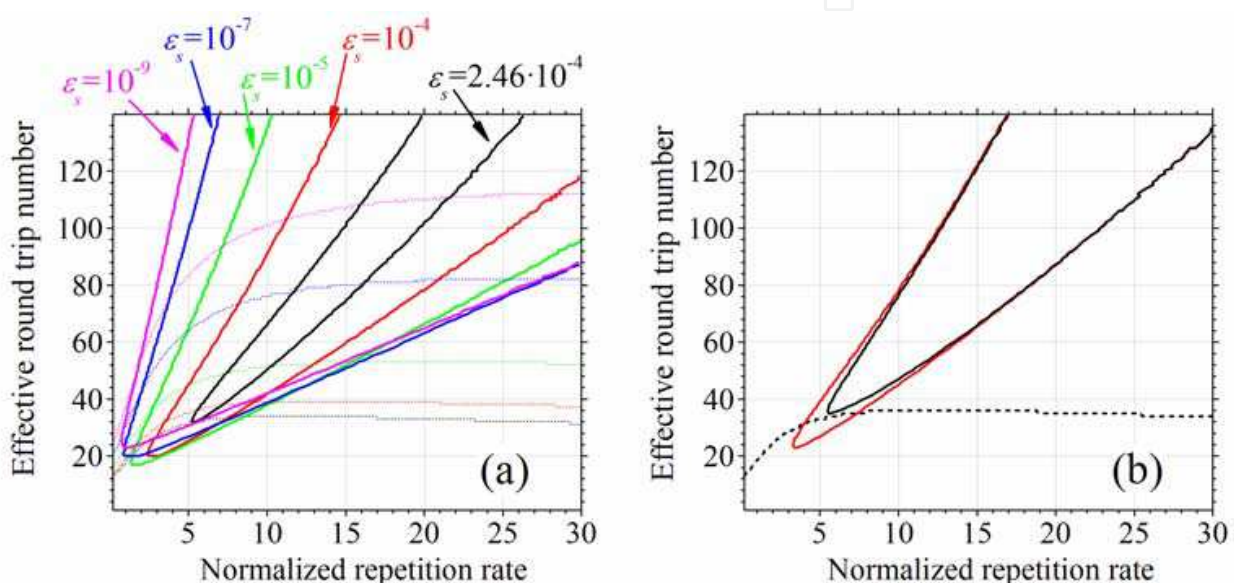 ε_s=10^-9
ε_s=10^-7
ε_s=10^-5
ε_s=10^-4
ε_s=2.46·10^-4
Effective round trip number
120
100
80
60
40
20
(a)
5 10 15 20 25 30
Normalized repetition rate
Effective round trip number
120
100
80
60
40
20
(b)
5 10 15 20 25 30
Normalized repetition rate